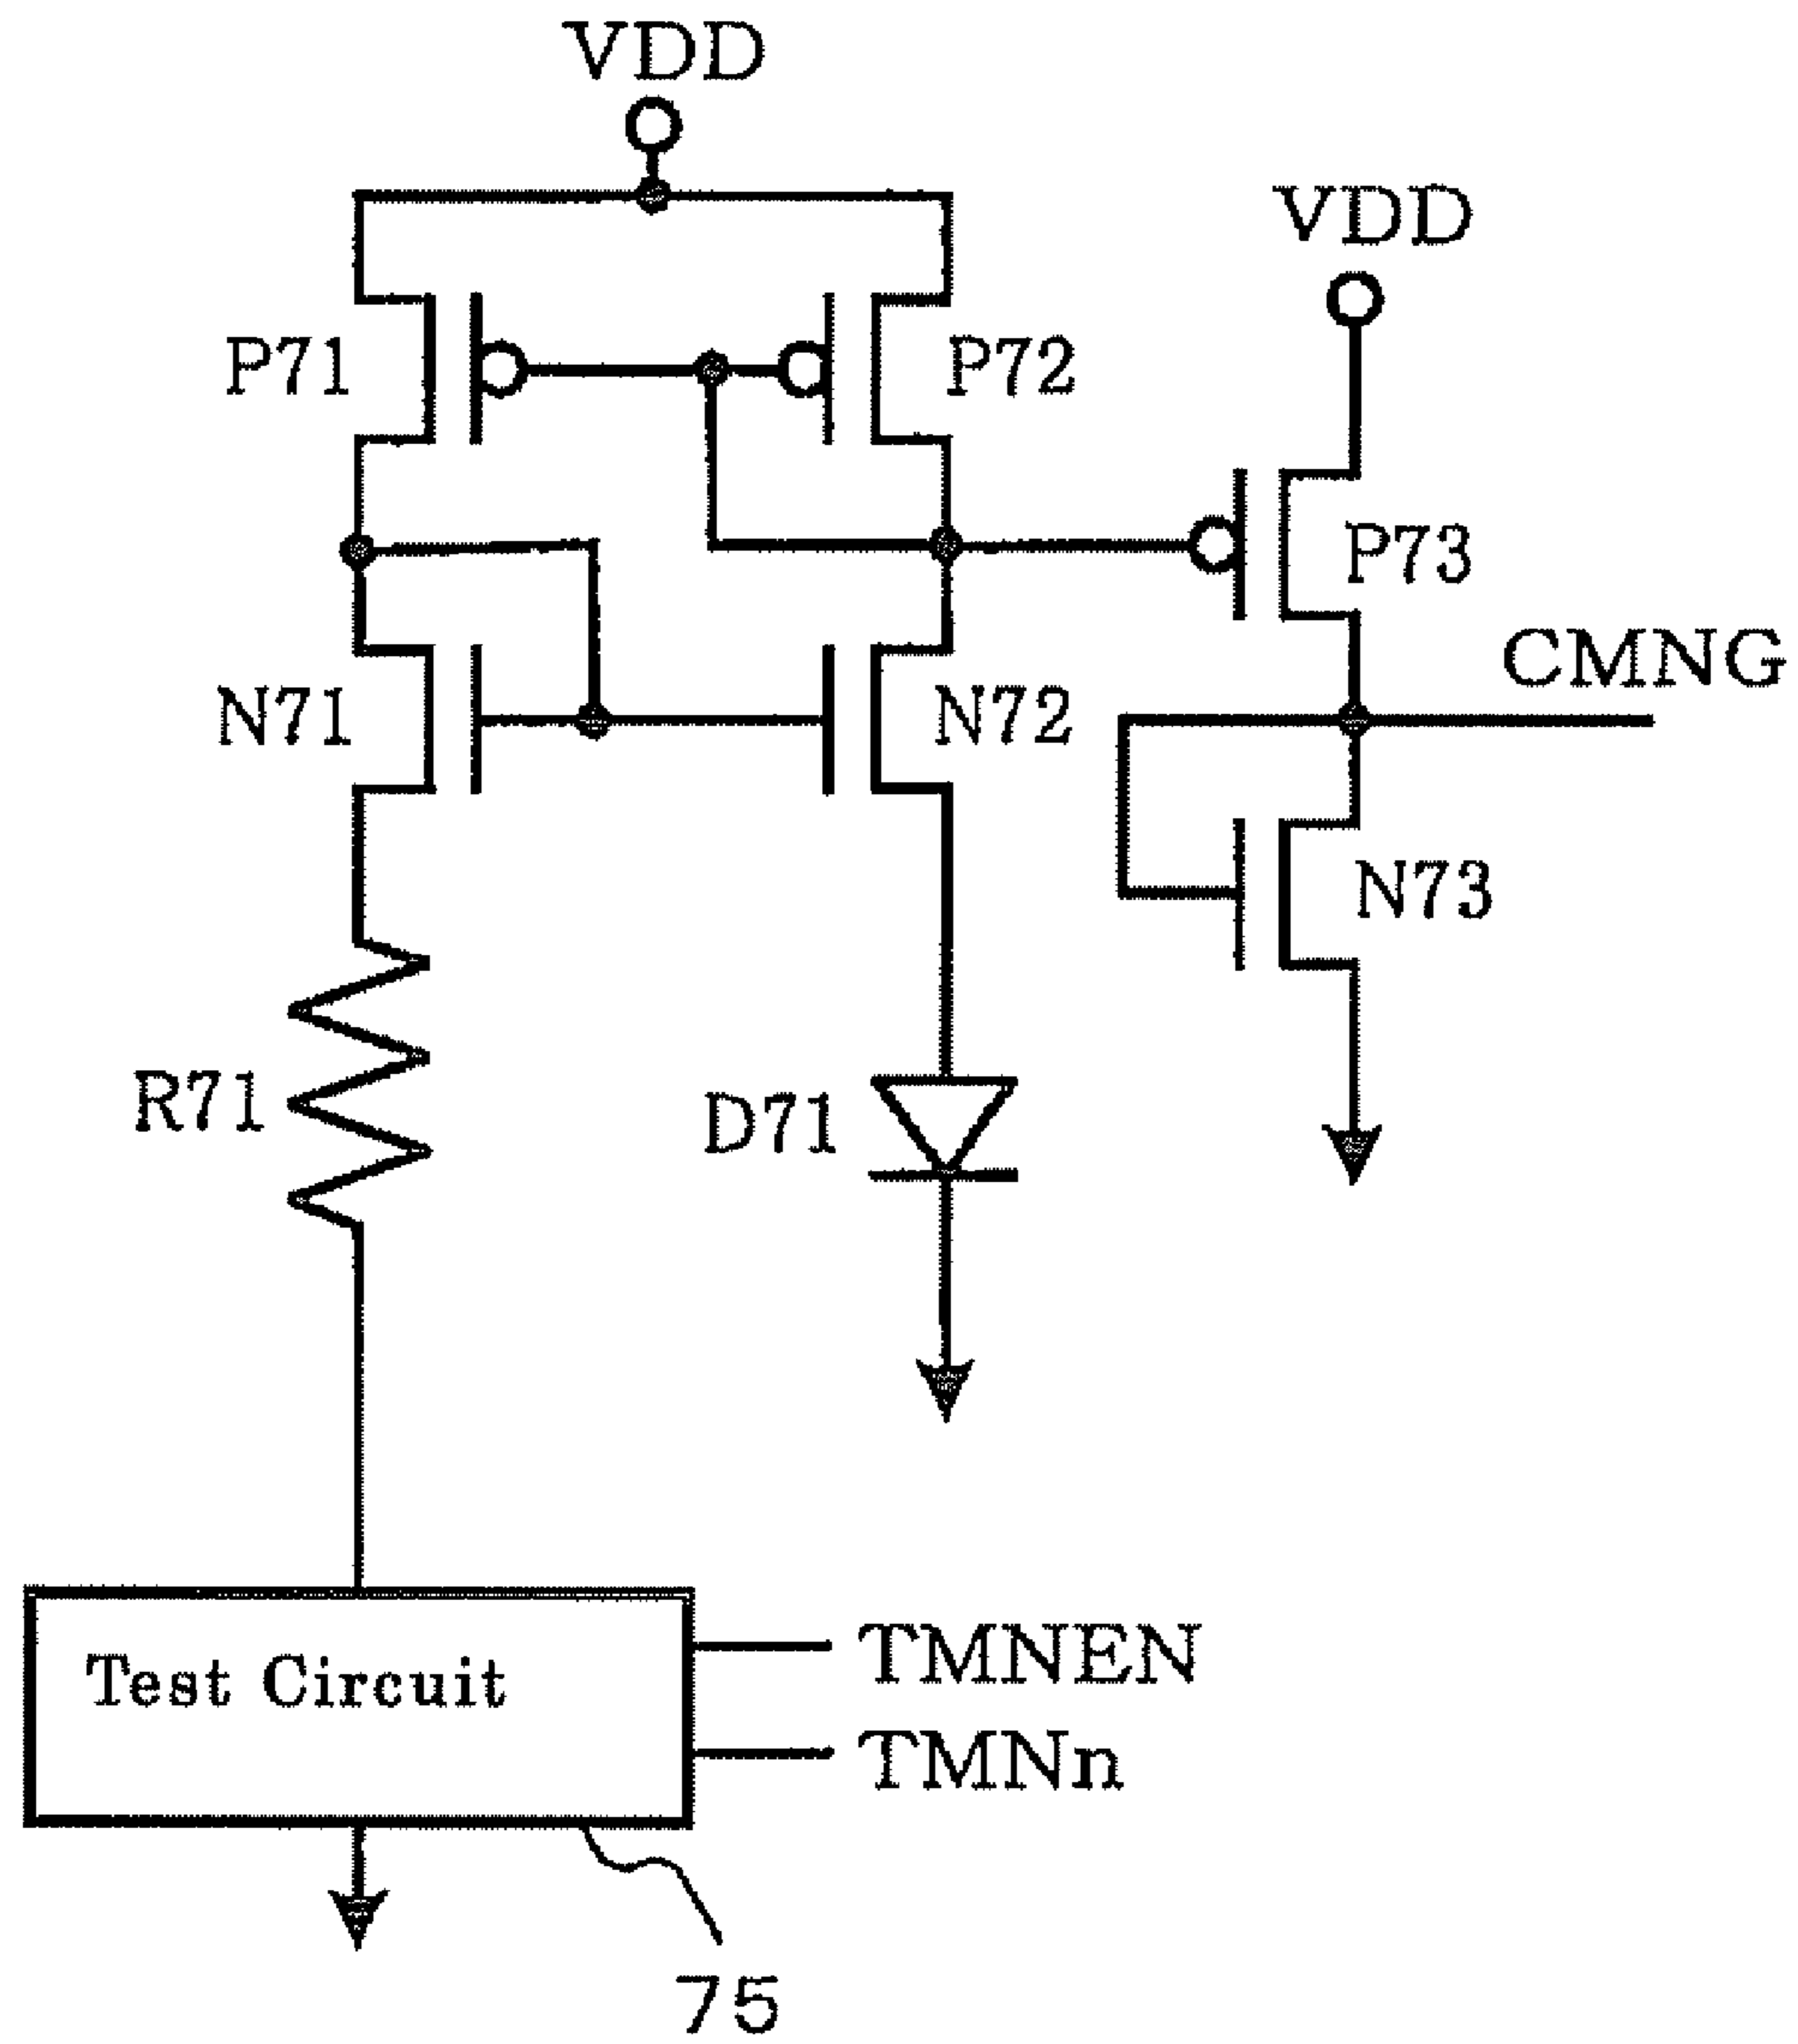 VDD
VDD
P71
P72
P73
CMNG
N71
N72
N73
R71
D71
Test Circuit
TMNEN
TMNn
75